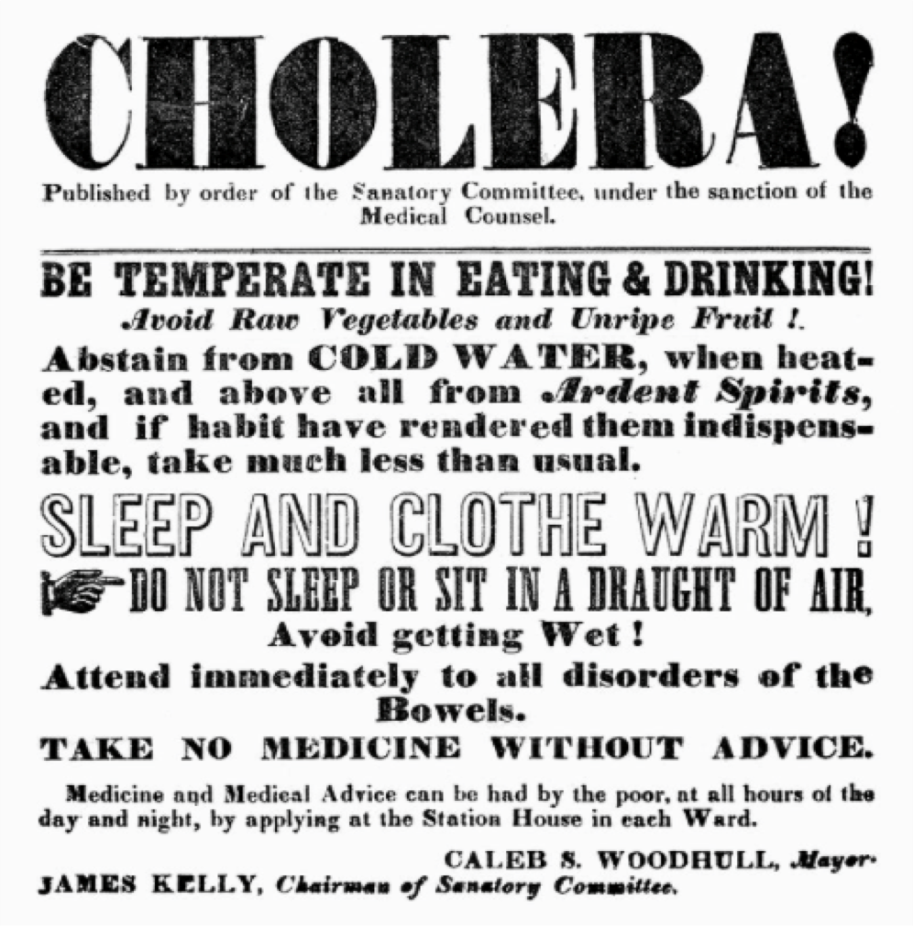 CHOLERA!
Published by order of the Sanatory Committee, under the sanction of the
Medical Counsel.
BE TEMPERATE IN EATING & DRINKING!
Avoid Raw Vegetables and Unripe Fruit !.
Abstain from COLD WATER, when heat-
ed, and above all from Ardent Spirits,
and if habit have rendered them indispens-
able, take much less than usual.
SLEEP AND CLOTHE WARM !
DO NOT SLEEP OR SIT IN A DRAUGHT OF AIR,
Avoid getting Wet !
Attend immediately to all disorders of the
Bowels.
TAKE NO MEDICINE WITHOUT ADVICE.
Medicine and Medical Advice can be had by the poor, at all hours of the
day and night, by applying at the Station House in each Ward.
CALEB S. WOODHULL, Mayor.
JAMES KELLY, Chairman of Sanatory Committee.